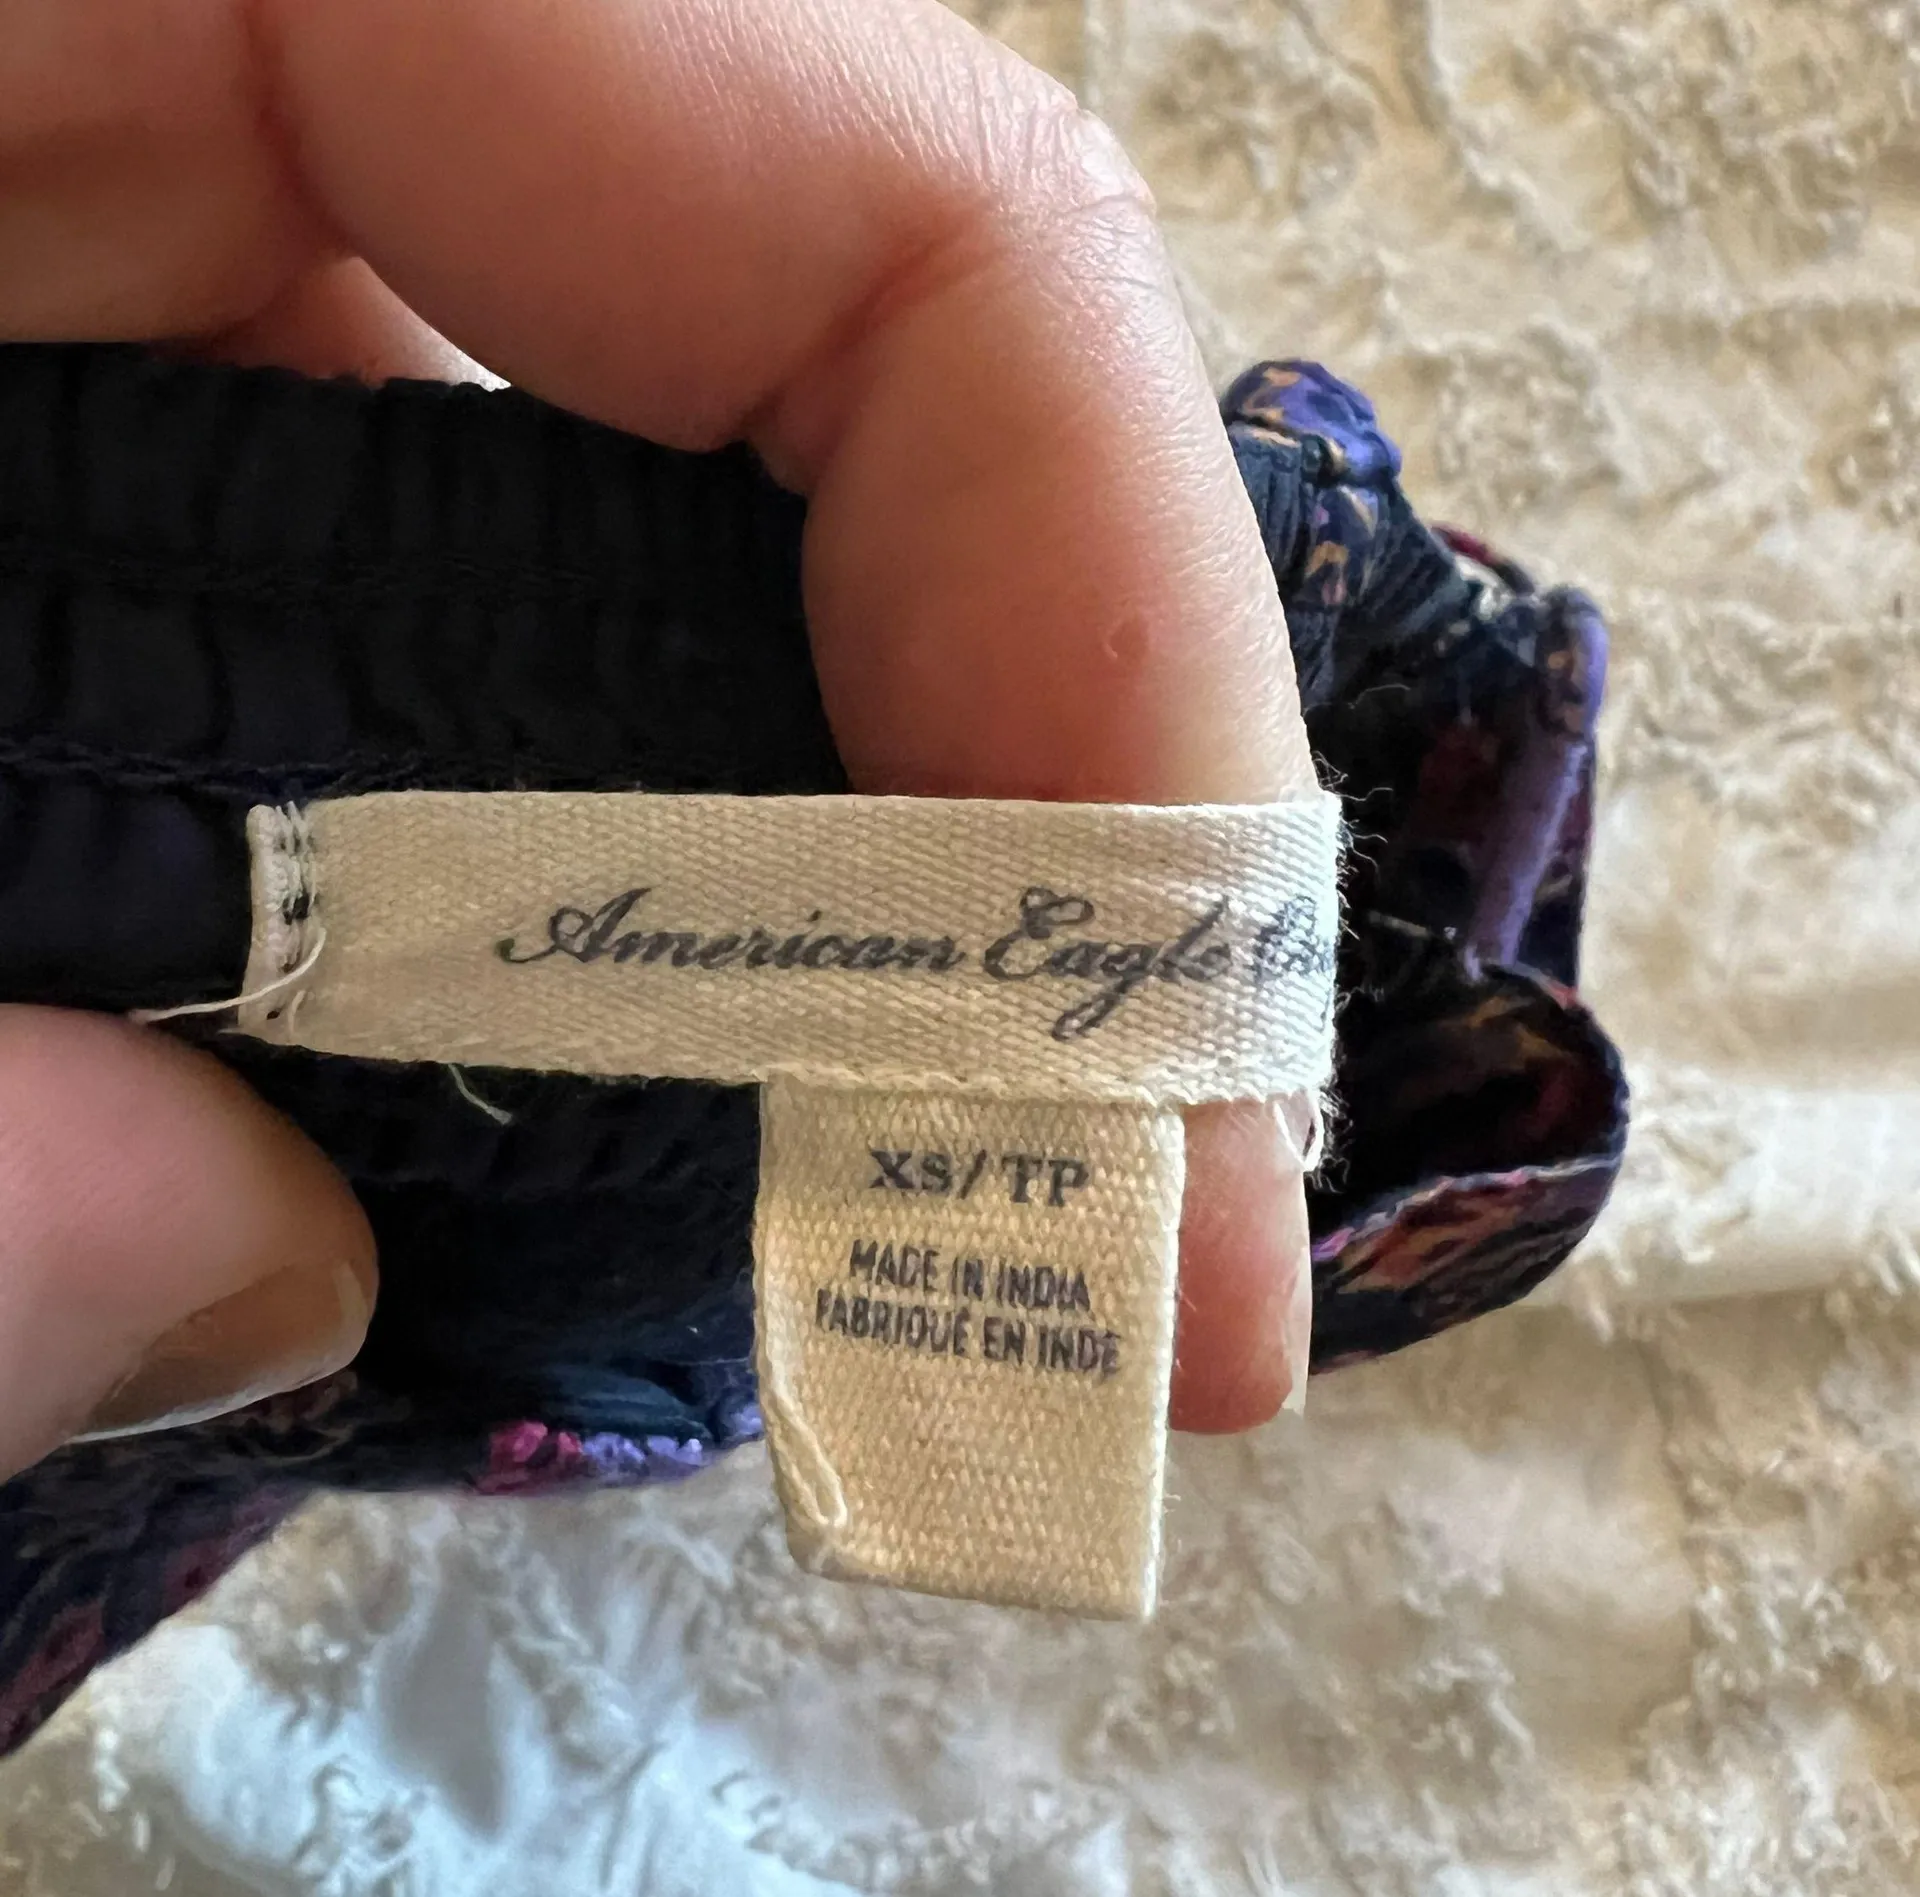 American Eagle
XS/TP
MADE IN INDIA
FABRIQUÉ EN INDE